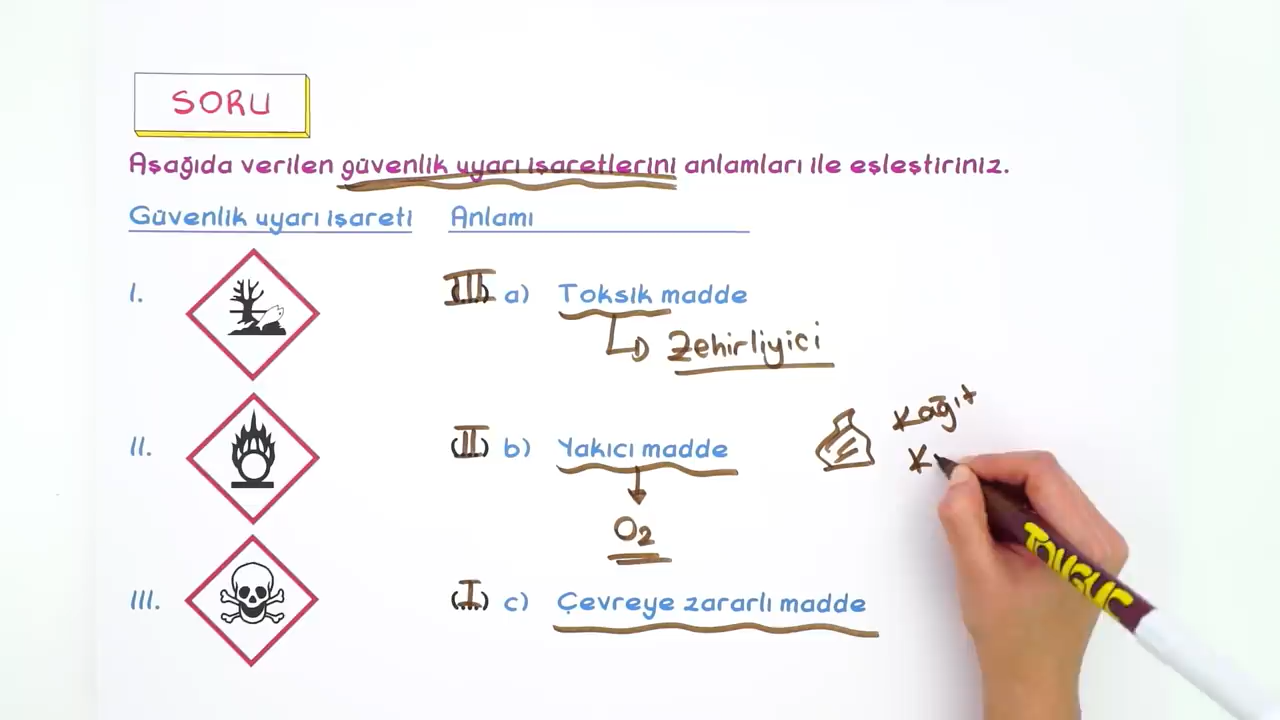 SORU
Aşağıda verilen güvenlik uyarı işaretlerini anlamları ile eşleştiriniz.
Güvenlik uyarı işareti Anlamı
I. (III) a) Toksik madde
Zehirliyici
Kağıt
II. (II) b) Yakıcı madde
K
O₂
III. (I) c) Çevreye zararlı madde
TONGUÇ